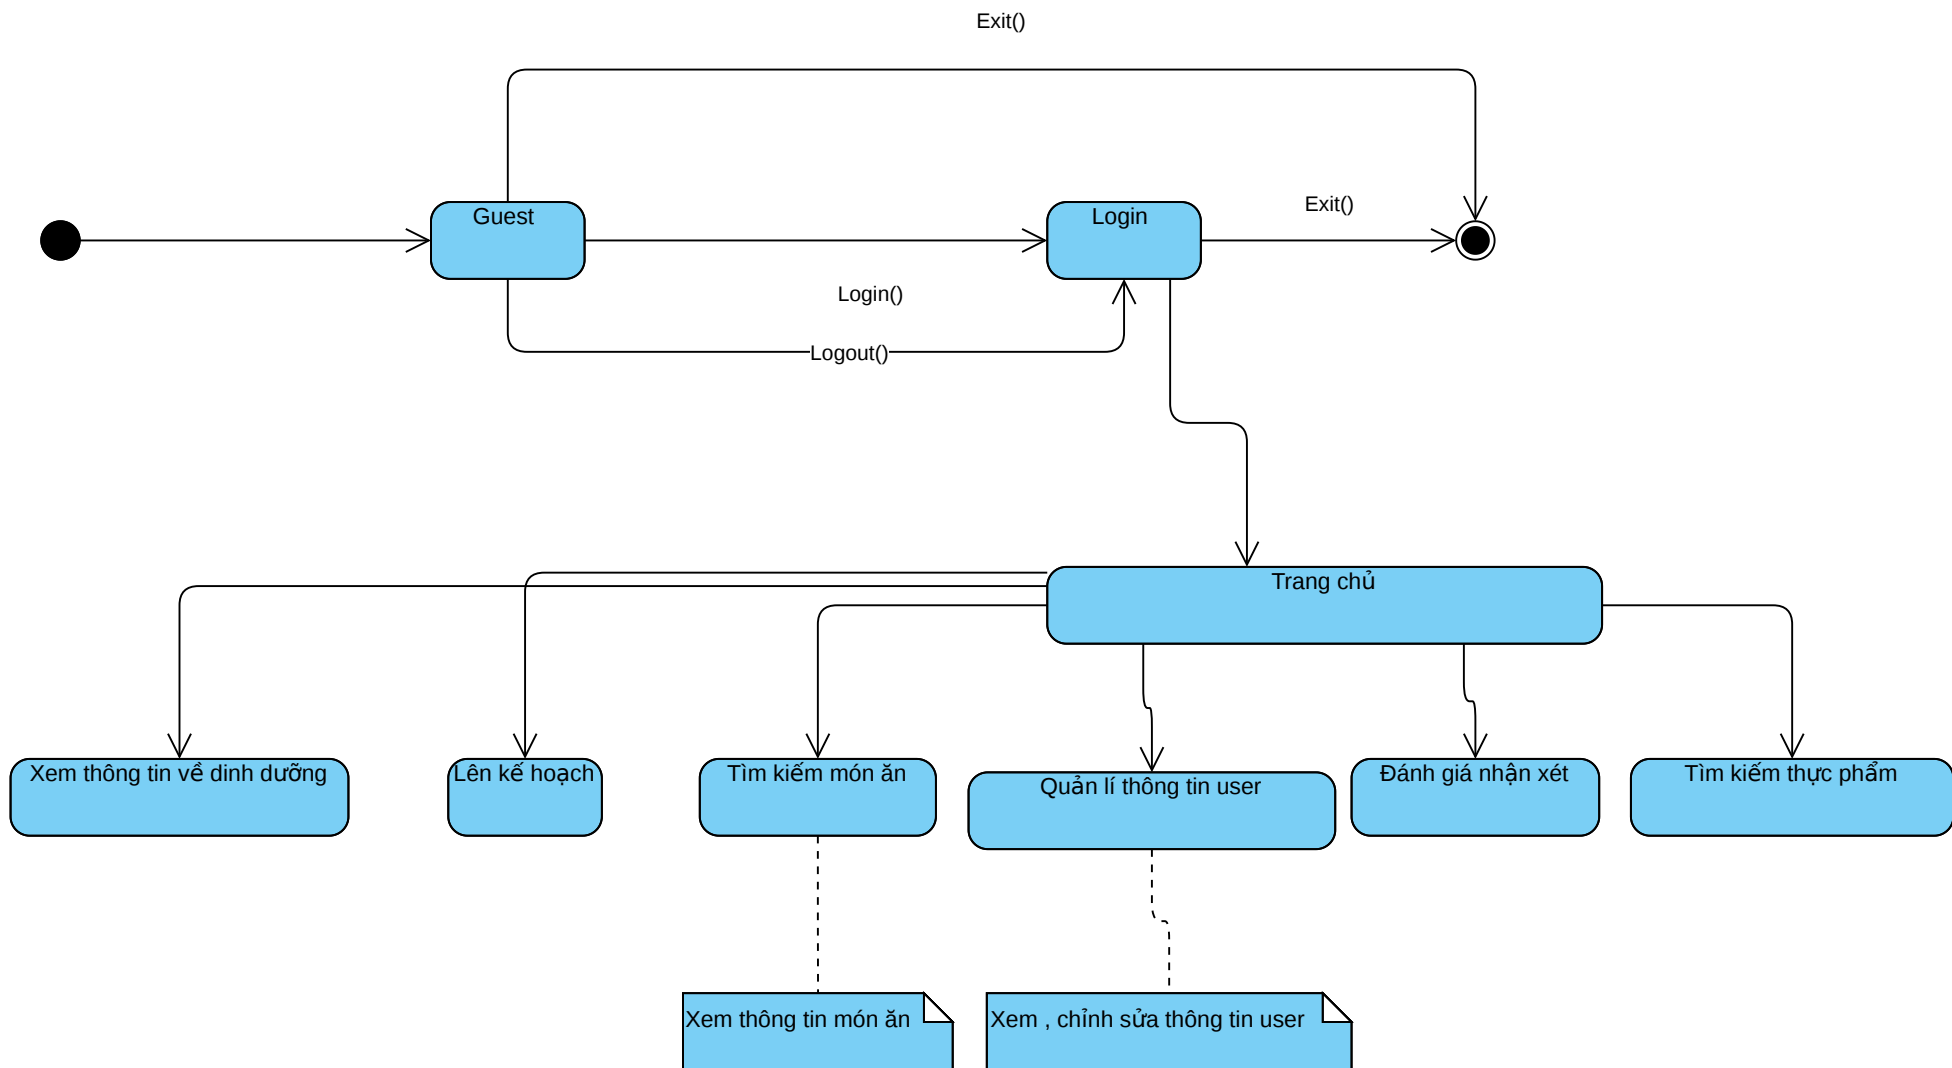 Exit()
Guest
Login
Exit()
Login()
Logout()
Trang chủ
Xem thông tin về dinh dưỡng
Lên kế hoạch
Tìm kiếm món ăn
Quản lí thông tin user
Đánh giá nhận xét
Tìm kiếm thực phẩm
Xem thông tin món ăn
Xem , chỉnh sửa thông tin user